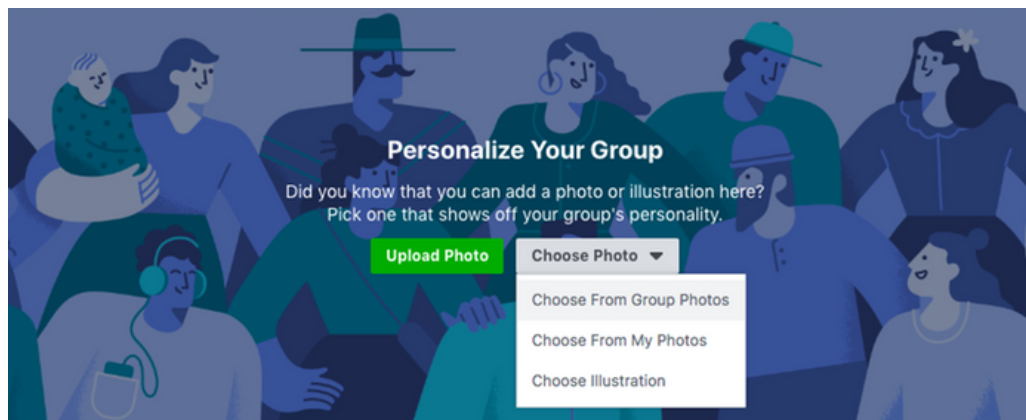 Personalize Your Group
Did you know that you can add a photo or illustration here?
Pick one that shows off your group's personality.
Upload Photo
Choose Photo
Choose From Group Photos
Choose From My Photos
Choose Illustration